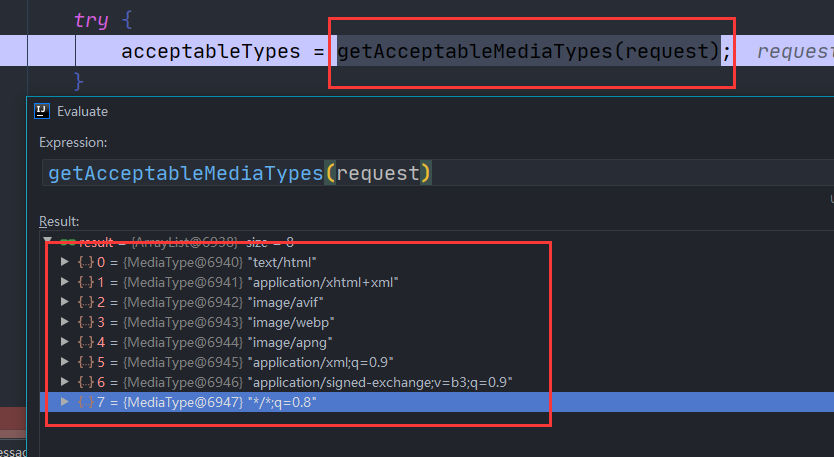 try {
acceptableTypes = getAcceptableMediaTypes(request); request
}
Evaluate
Expression:
getAcceptableMediaTypes(request)
Result:
result = {ArrayList@6938} size = 8
{...} 0 = {MediaType@6940} "text/html"
{...} 1 = {MediaType@6941} "application/xhtml+xml"
{...} 2 = {MediaType@6942} "image/avif"
{...} 3 = {MediaType@6943} "image/webp"
{...} 4 = {MediaType@6944} "image/apng"
{...} 5 = {MediaType@6945} "application/xml;q=0.9"
{...} 6 = {MediaType@6946} "application/signed-exchange;v=b3;q=0.9"
{...} 7 = {MediaType@6947} "*/*;q=0.8"